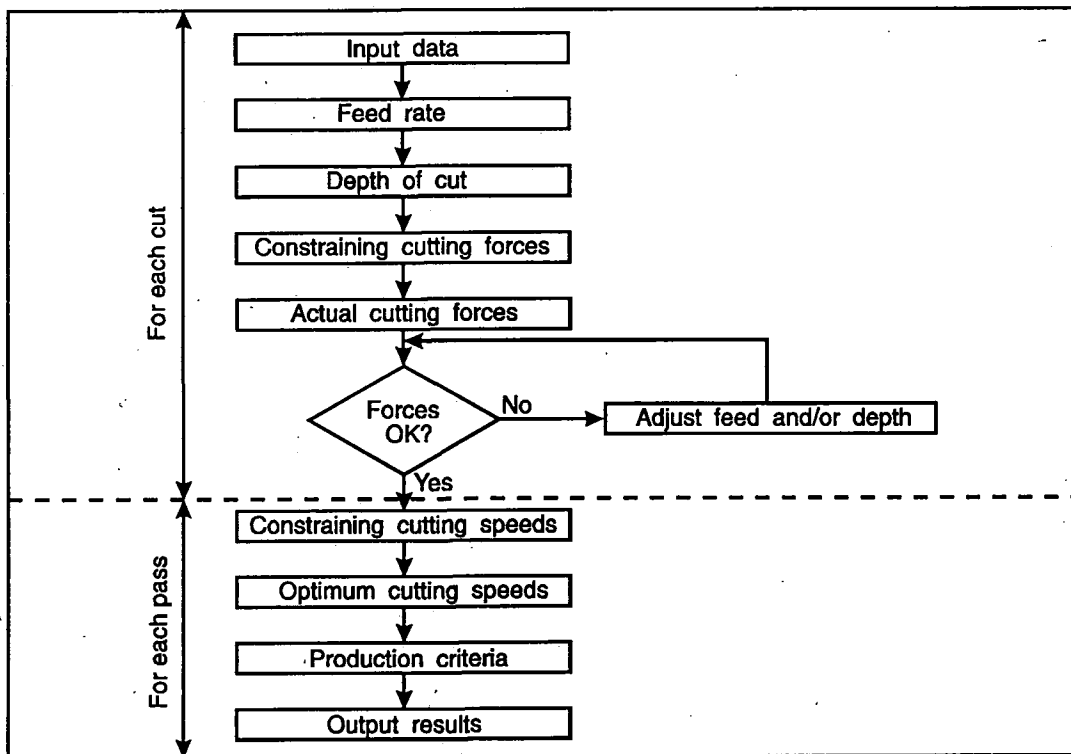 Input data
Feed rate
Depth of cut
Constraining cutting forces
Actual cutting forces
For each cut
Forces
OK?
No
Adjust feed and/or depth
Yes
Constraining cutting speeds
Optimum cutting speeds
For each pass
Production criteria
Output results